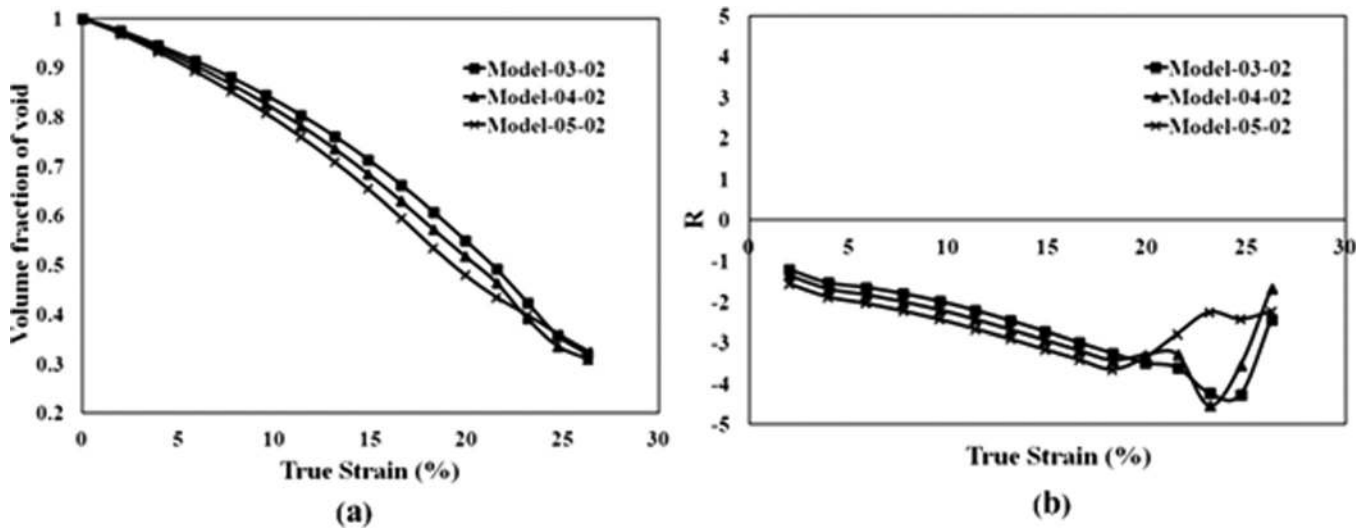 Volume fraction of void
1
0.9
0.8
0.7
0.6
0.5
0.4
0.3
0.2
0 5 10 15 20 25 30
True Strain (%)
Model-03-02
Model-04-02
Model-05-02
(a)
R
5
4
3
2
1
0
-1
-2
-3
-4
-5
0 5 10 15 20 25 30
True Strain (%)
Model-03-02
Model-04-02
Model-05-02
(b)